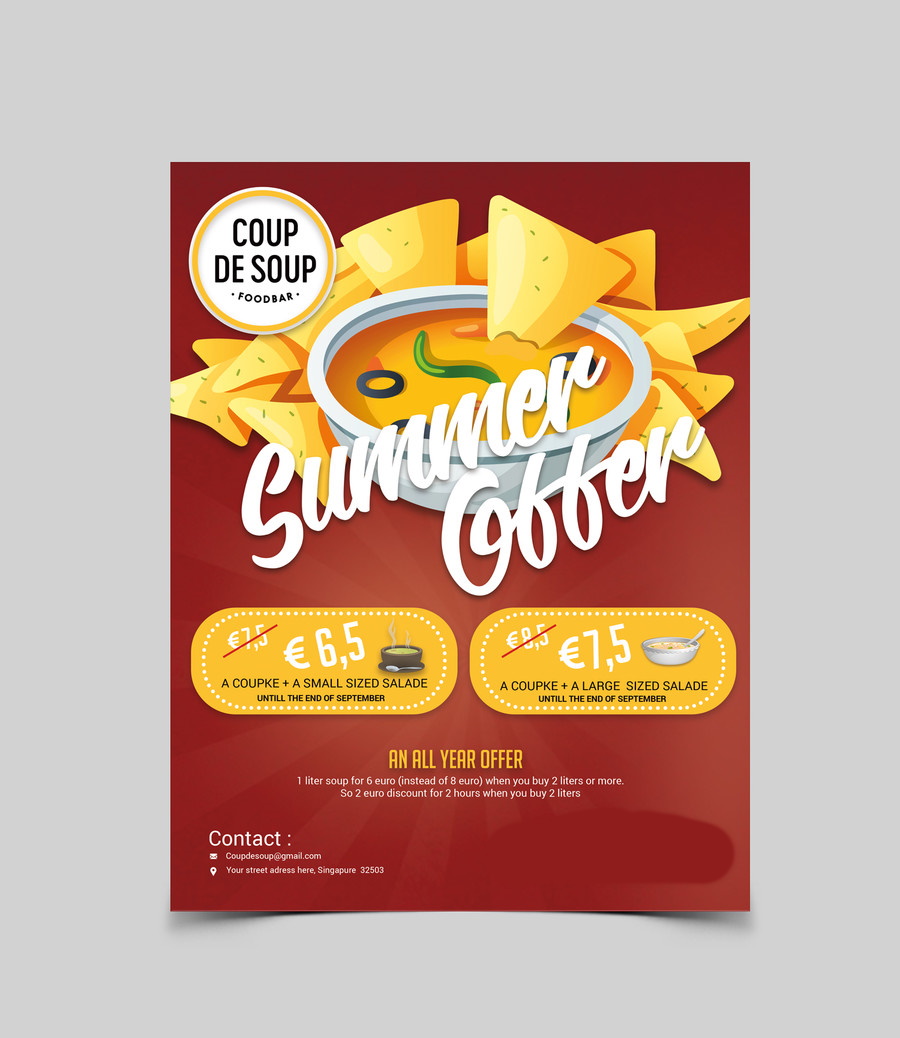 COUP
DE SOUP
• FOODBAR •
Summer
Offer
€7,5 €6,5
A COUPKE + A SMALL SIZED SALADE
UNTILL THE END OF SEPTEMBER
€8,5 €7,5
A COUPKE + A LARGE SIZED SALADE
UNTILL THE END OF SEPTEMBER
AN ALL YEAR OFFER
1 liter soup for 6 euro (instead of 8 euro) when you buy 2 liters or more.
So 2 euro discount for 2 hours when you buy 2 liters
Contact :
Coupdesoup@gmail.com
Your street adress here, Singapure 32503